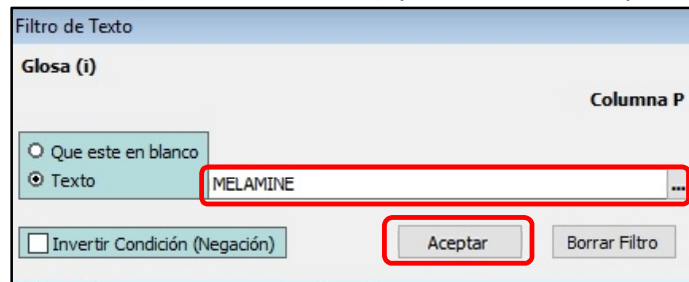 Filtro de Texto
Glosa (i)
Columna P
Que este en blanco
Texto MELAMINE ...
Invertir Condición (Negación) Aceptar Borrar Filtro